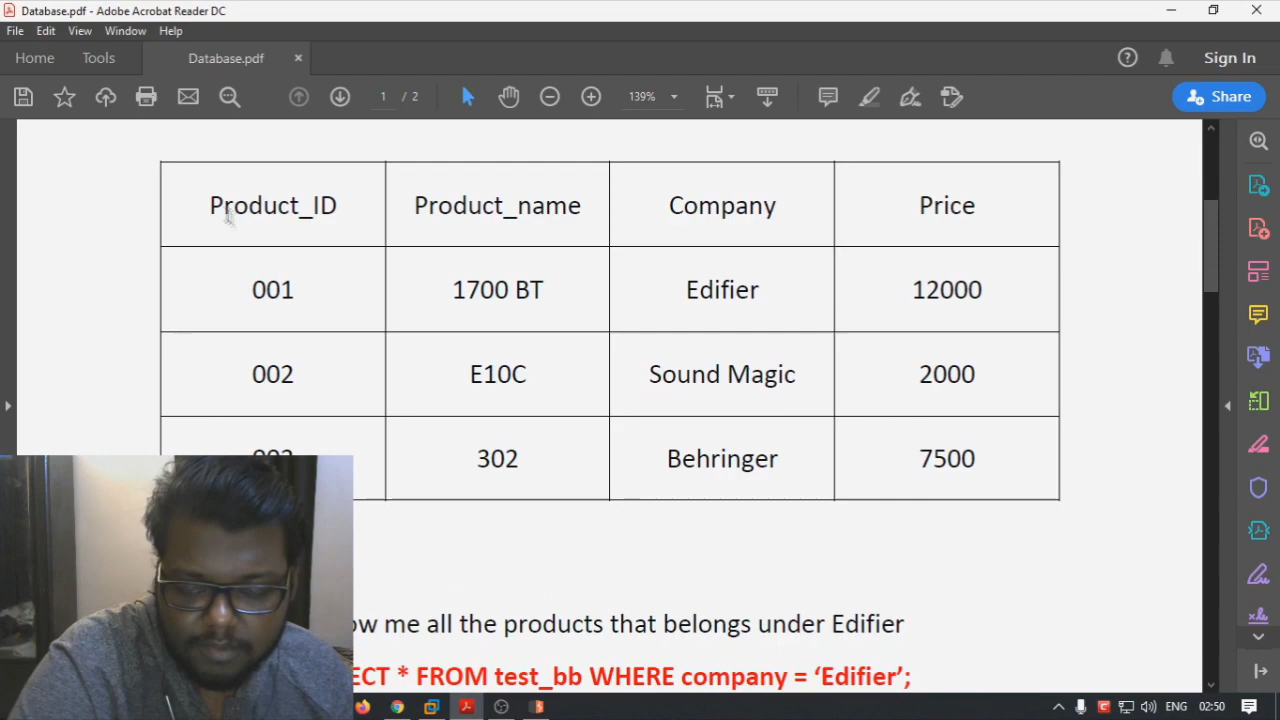 Database.pdf - Adobe Acrobat Reader DC
File Edit View Window Help
Home Tools Database.pdf × Sign In
1 / 2 139% Share
Product_ID Product_name Company Price
001 1700 BT Edifier 12000
002 E10C Sound Magic 2000
302 Behringer 7500
me all the products that belongs under Edifier
* FROM test_bb WHERE company = ‘Edifier’;
ENG 02:50